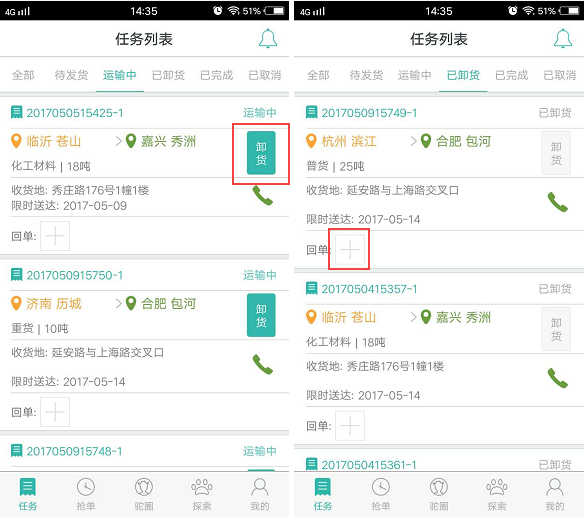 4G 14:35 51%
任务列表
全部 待发货 运输中 已卸货 已完成 已取消
2017050515425-1 运输中
临沂 苍山 嘉兴 秀洲
卸货
化工材料 | 18吨
收货地: 秀庄路176号1幢1楼
限时送达: 2017-05-09
回单:
2017050915750-1 运输中
济南 历城 合肥 包河
卸货
重货 | 10吨
收货地: 延安路与上海路交叉口
限时送达: 2017-05-14
回单:
2017050915748-1 运输中
任务 抢单 驼圈 探索 我的
4G 14:35 51%
任务列表
全部 待发货 运输中 已卸货 已完成 已取消
2017050915749-1 已卸货
杭州 滨江 合肥 包河
卸货
普货 | 25吨
收货地: 延安路与上海路交叉口
限时送达: 2017-05-14
回单:
2017050415357-1 已卸货
临沂 苍山 嘉兴 秀洲
卸货
化工材料 | 18吨
收货地: 秀庄路176号1幢1楼
限时送达: 2017-05-14
回单:
2017050415361-1 已卸货
任务 抢单 驼圈 探索 我的